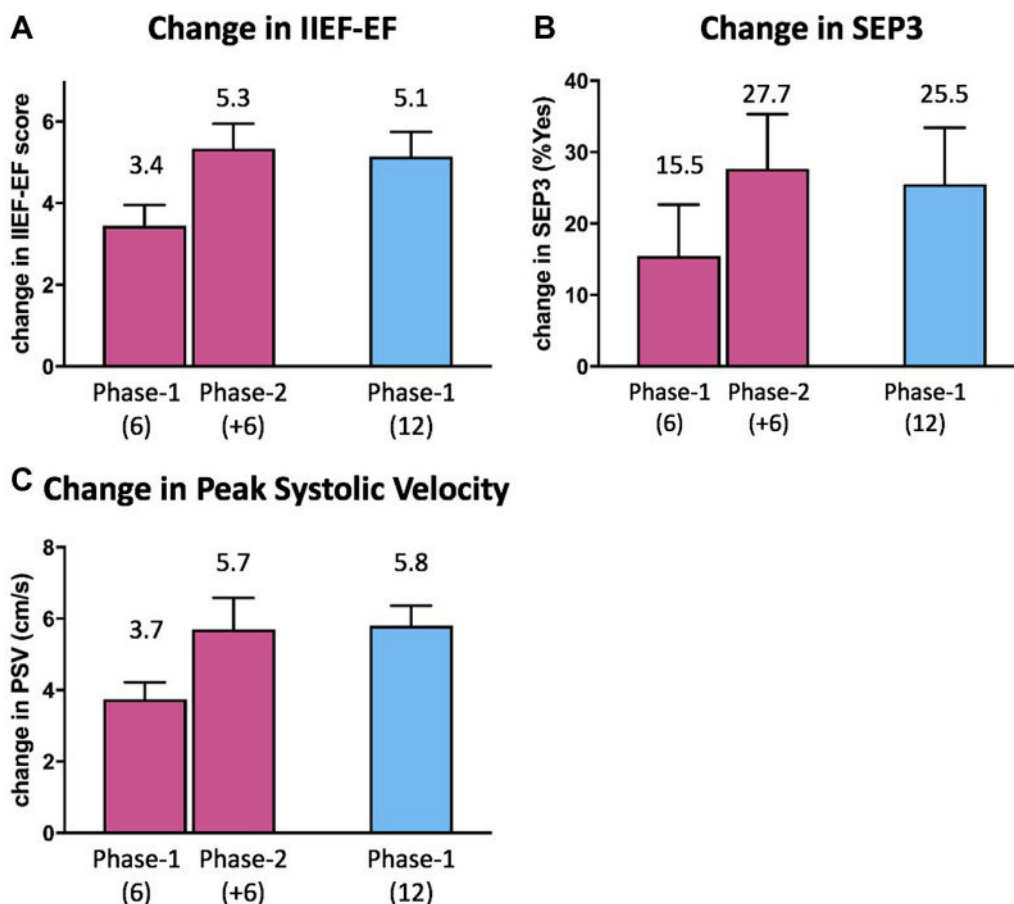 A Change in IIEF-EF
change in IIEF-EF score
6
4
2
0
3.4
5.3
5.1
Phase-1 Phase-2 Phase-1
(6) (+6) (12)
B Change in SEP3
change in SEP3 (%Yes)
40
30
20
10
0
15.5
27.7
25.5
Phase-1 Phase-2 Phase-1
(6) (+6) (12)
C Change in Peak Systolic Velocity
change in PSV (cm/s)
8
6
4
2
0
3.7
5.7
5.8
Phase-1 Phase-2 Phase-1
(6) (+6) (12)